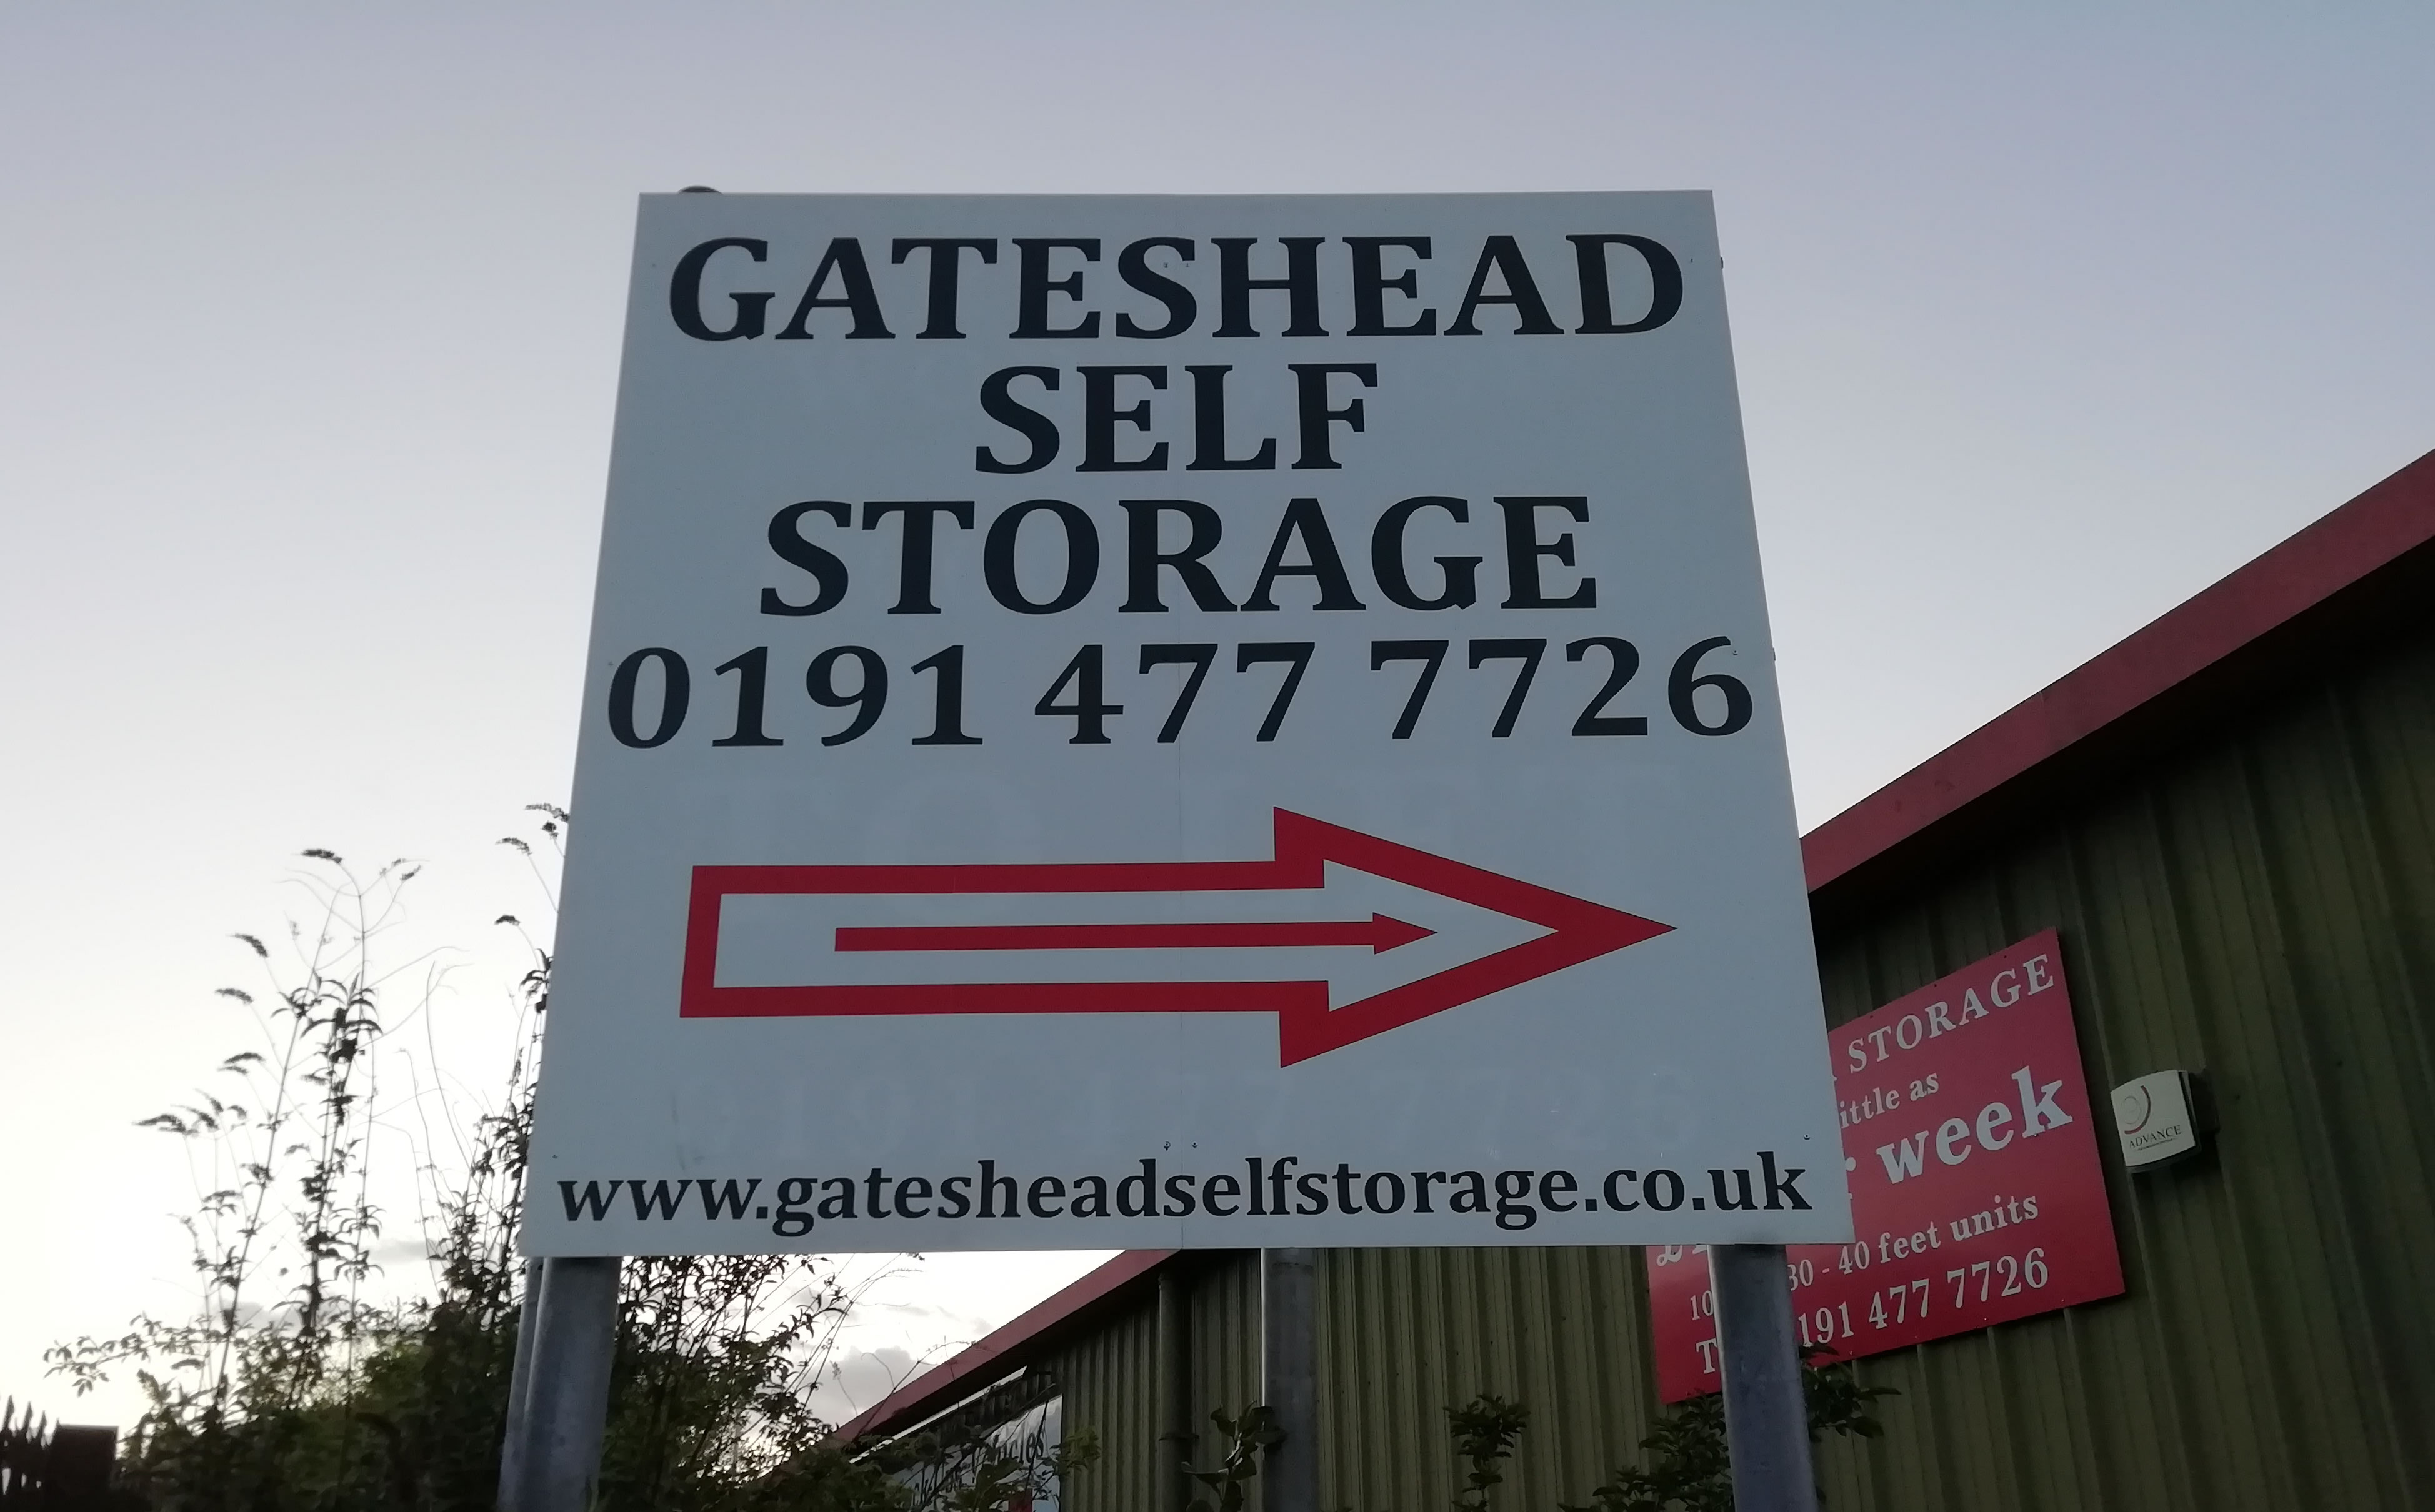 GATESHEAD
SELF
STORAGE
0191 477 7726
www.gatesheadselfstorage.co.uk
STORAGE
ittle as
week
30 - 40 feet units
191 477 7726
ADVANCE